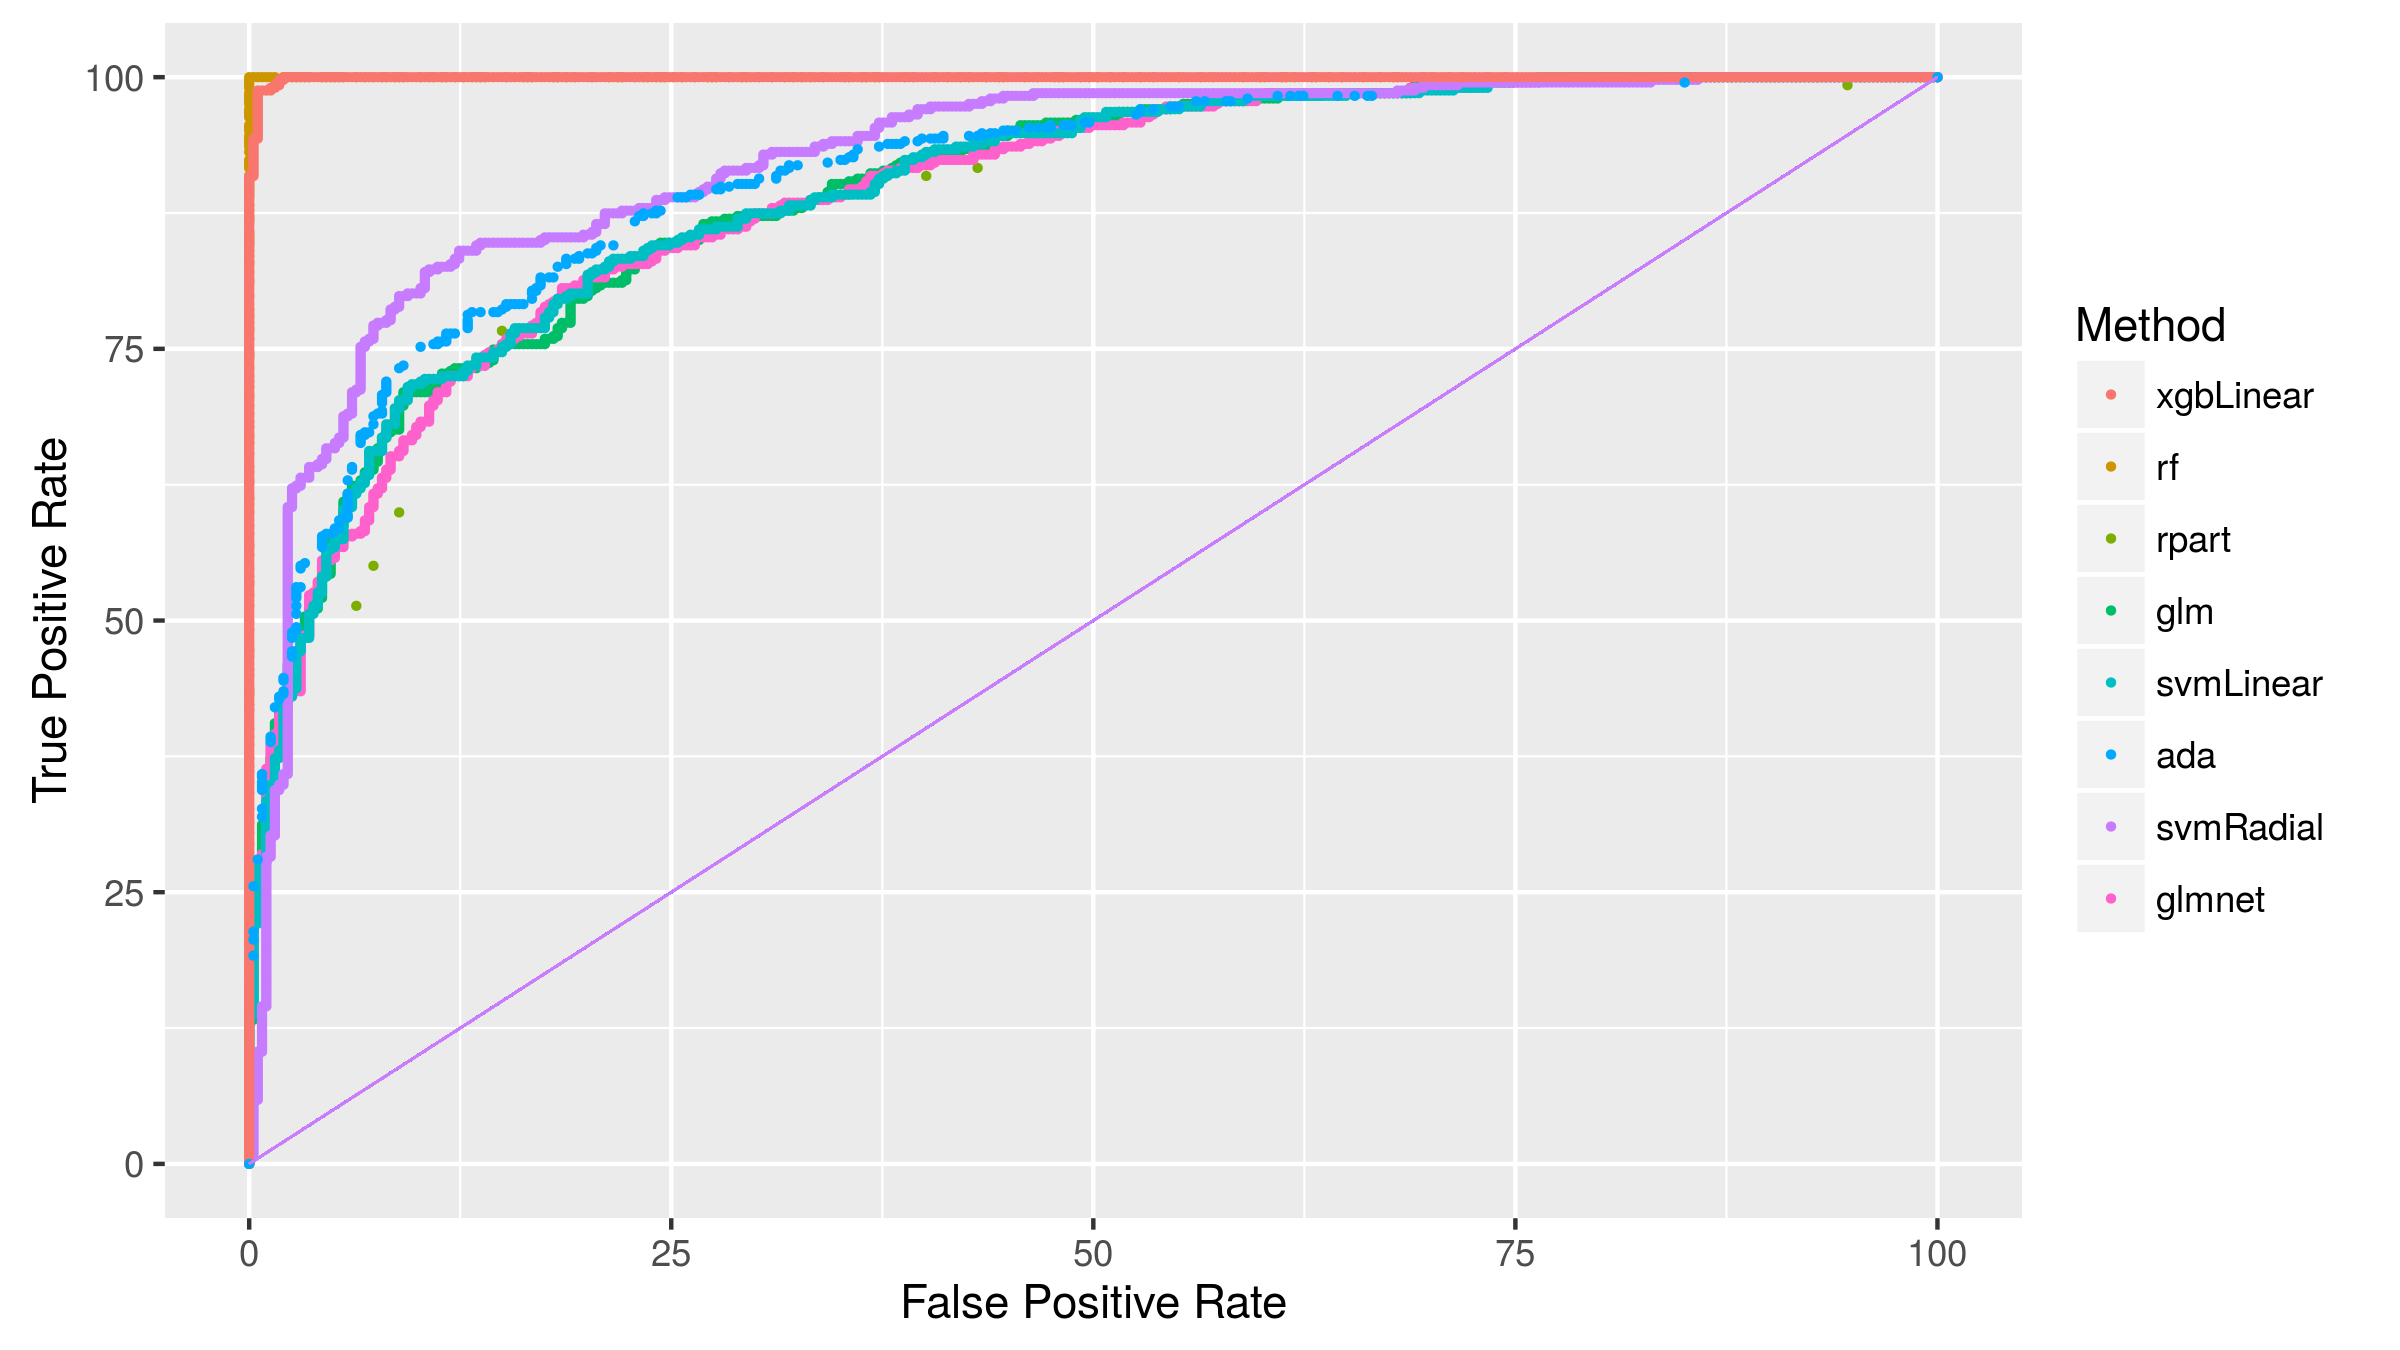 100
75
50
25
0
True Positive Rate
0 25 50 75 100
False Positive Rate
Method
xgbLinear
rf
rpart
glm
svmLinear
ada
svmRadial
glmnet